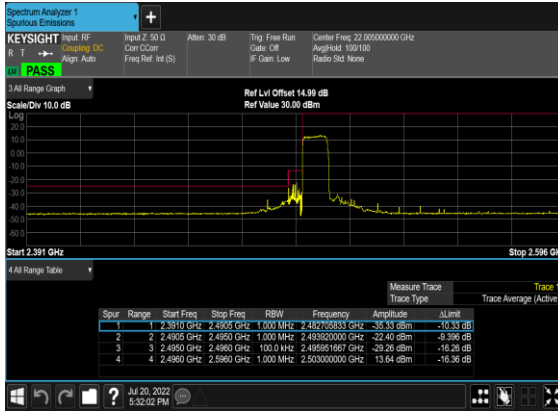 Spectrum Analyzer 1
Spurious Emissions
KEYSIGHT Input: RF Input Z: 50 Ω Atten: 30 dB Trig: Free Run Center Freq: 22.005000000 GHz
R T Coupling: DC Corr CCorr Gate: Off Avg|Hold: 100/100
Align: Auto Freq Ref: Int (S) IF Gain: Low Radio Std: None
PASS
3 All Range Graph Ref Lvl Offset 14.99 dB
Scale/Div 10.0 dB Ref Value 30.00 dBm
Log
20.0
10.0
0.00
-10.0
-20.0
-30.0
-40.0
-50.0
-60.0
Start 2.391 GHz Stop 2.596 GH
4 All Range Table
Measure Trace Trace 1
Trace Type Trace Average (Active
Spur Range Start Freq Stop Freq RBW Frequency Amplitude ΔLimit
1 1 2.3910 GHz 2.4905 GHz 1.000 MHz 2.482705833 GHz -35.33 dBm -10.33 dB
2 2 2.4905 GHz 2.4950 GHz 1.000 MHz 2.493920000 GHz -22.40 dBm -9.396 dB
3 3 2.4950 GHz 2.4960 GHz 100.0 kHz 2.495951667 GHz -29.26 dBm -16.26 dB
4 4 2.4960 GHz 2.5960 GHz 1.000 MHz 2.503000000 GHz 13.64 dBm -16.36 dB
? Jul 20, 2022
5:32:02 PM